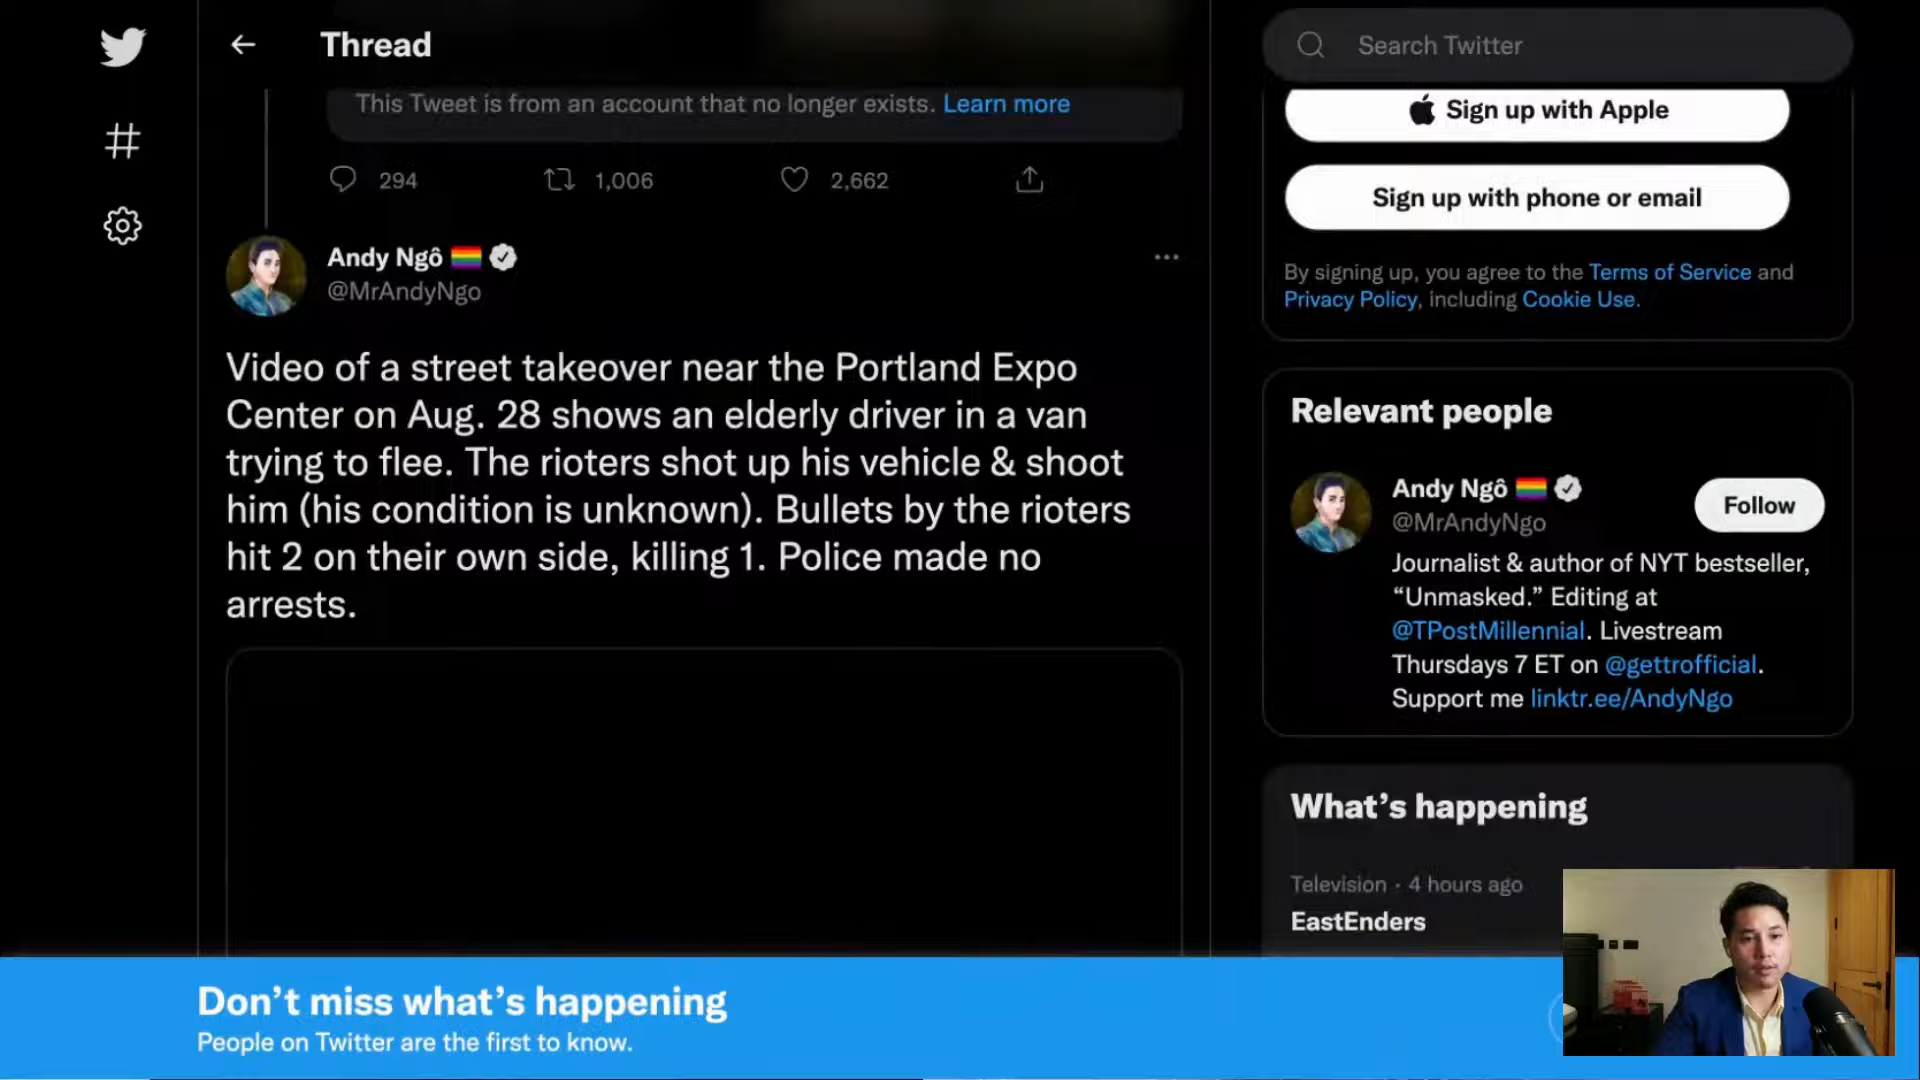 Thread
Search Twitter
This Tweet is from an account that no longer exists. Learn more
294 1,006 2,662
Andy Ngô
@MrAndyNgo
Video of a street takeover near the Portland Expo
Center on Aug. 28 shows an elderly driver in a van
trying to flee. The rioters shot up his vehicle & shoot
him (his condition is unknown). Bullets by the rioters
hit 2 on their own side, killing 1. Police made no
arrests.
Sign up with Apple
Sign up with phone or email
By signing up, you agree to the Terms of Service and
Privacy Policy, including Cookie Use.
Relevant people
Andy Ngô
@MrAndyNgo
Follow
Journalist & author of NYT bestseller,
“Unmasked.” Editing at
@TPostMillennial. Livestream
Thursdays 7 ET on @gettrofficial.
Support me linktr.ee/AndyNgo
What’s happening
Television · 4 hours ago
EastEnders
Don’t miss what’s happening
People on Twitter are the first to know.